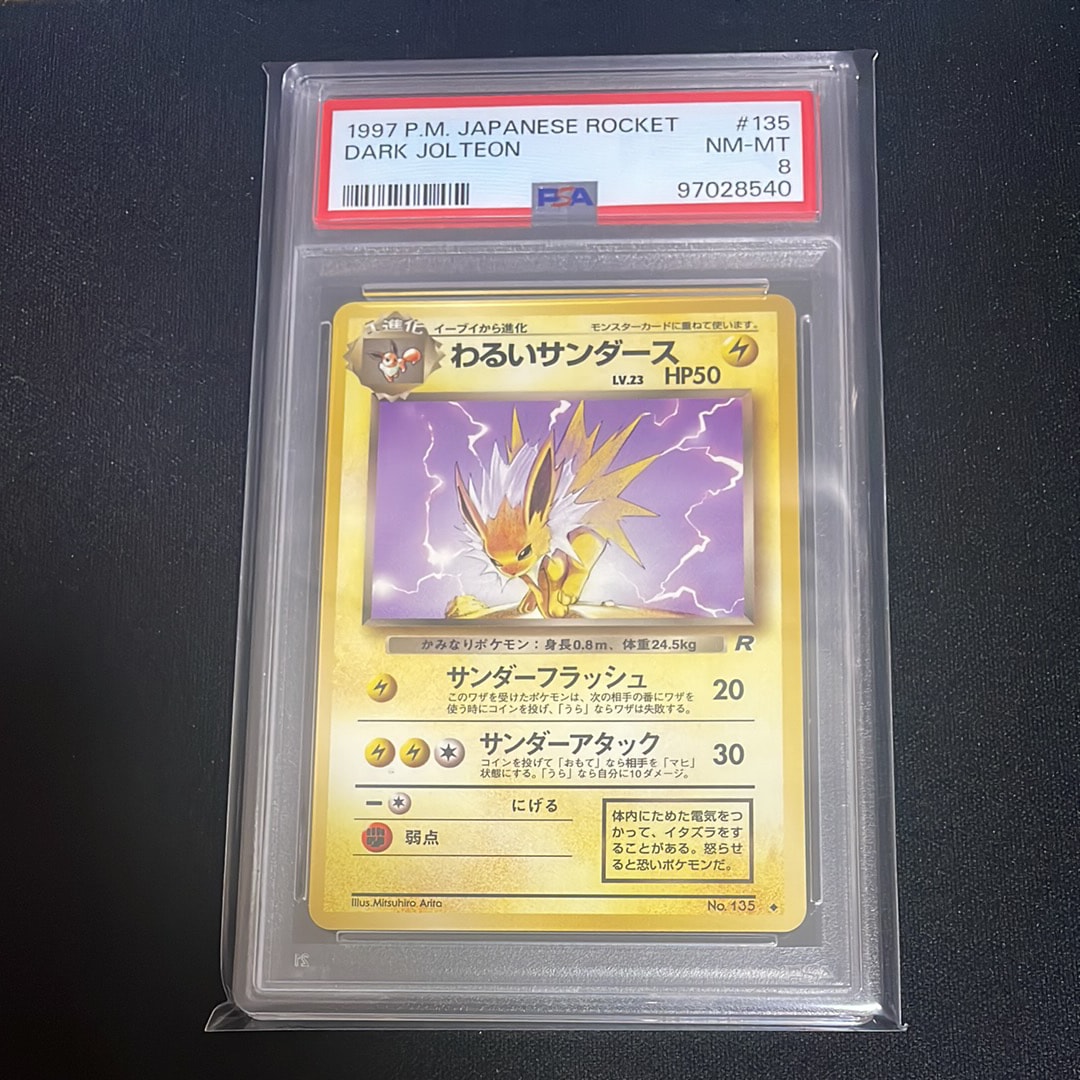 1997 P.M. JAPANESE ROCKET #135
DARK JOLTEON NM-MT
8
PSA 97028540
1進化 イーブイから進化 モンスターカードに重ねて使います。
わるいサンダース
LV.23 HP50
かみなりポケモン：身長0.8m、体重24.5kg R
サンダーフラッシュ 20
このワザを受けたポケモンは、次の相手の番にワザを
使う時にコインを投げ、「うら」ならワザは失敗する。
サンダーアタック 30
コインを投げて「おもて」なら相手を「マヒ」
状態にする。「うら」なら自分に10ダメージ。
にげる
弱点
体内にためた電気をつ
かって、イタズラをす
ることがある。怒らせ
ると恐いポケモンだ。
Illus.Mitsuhiro Arita No. 135